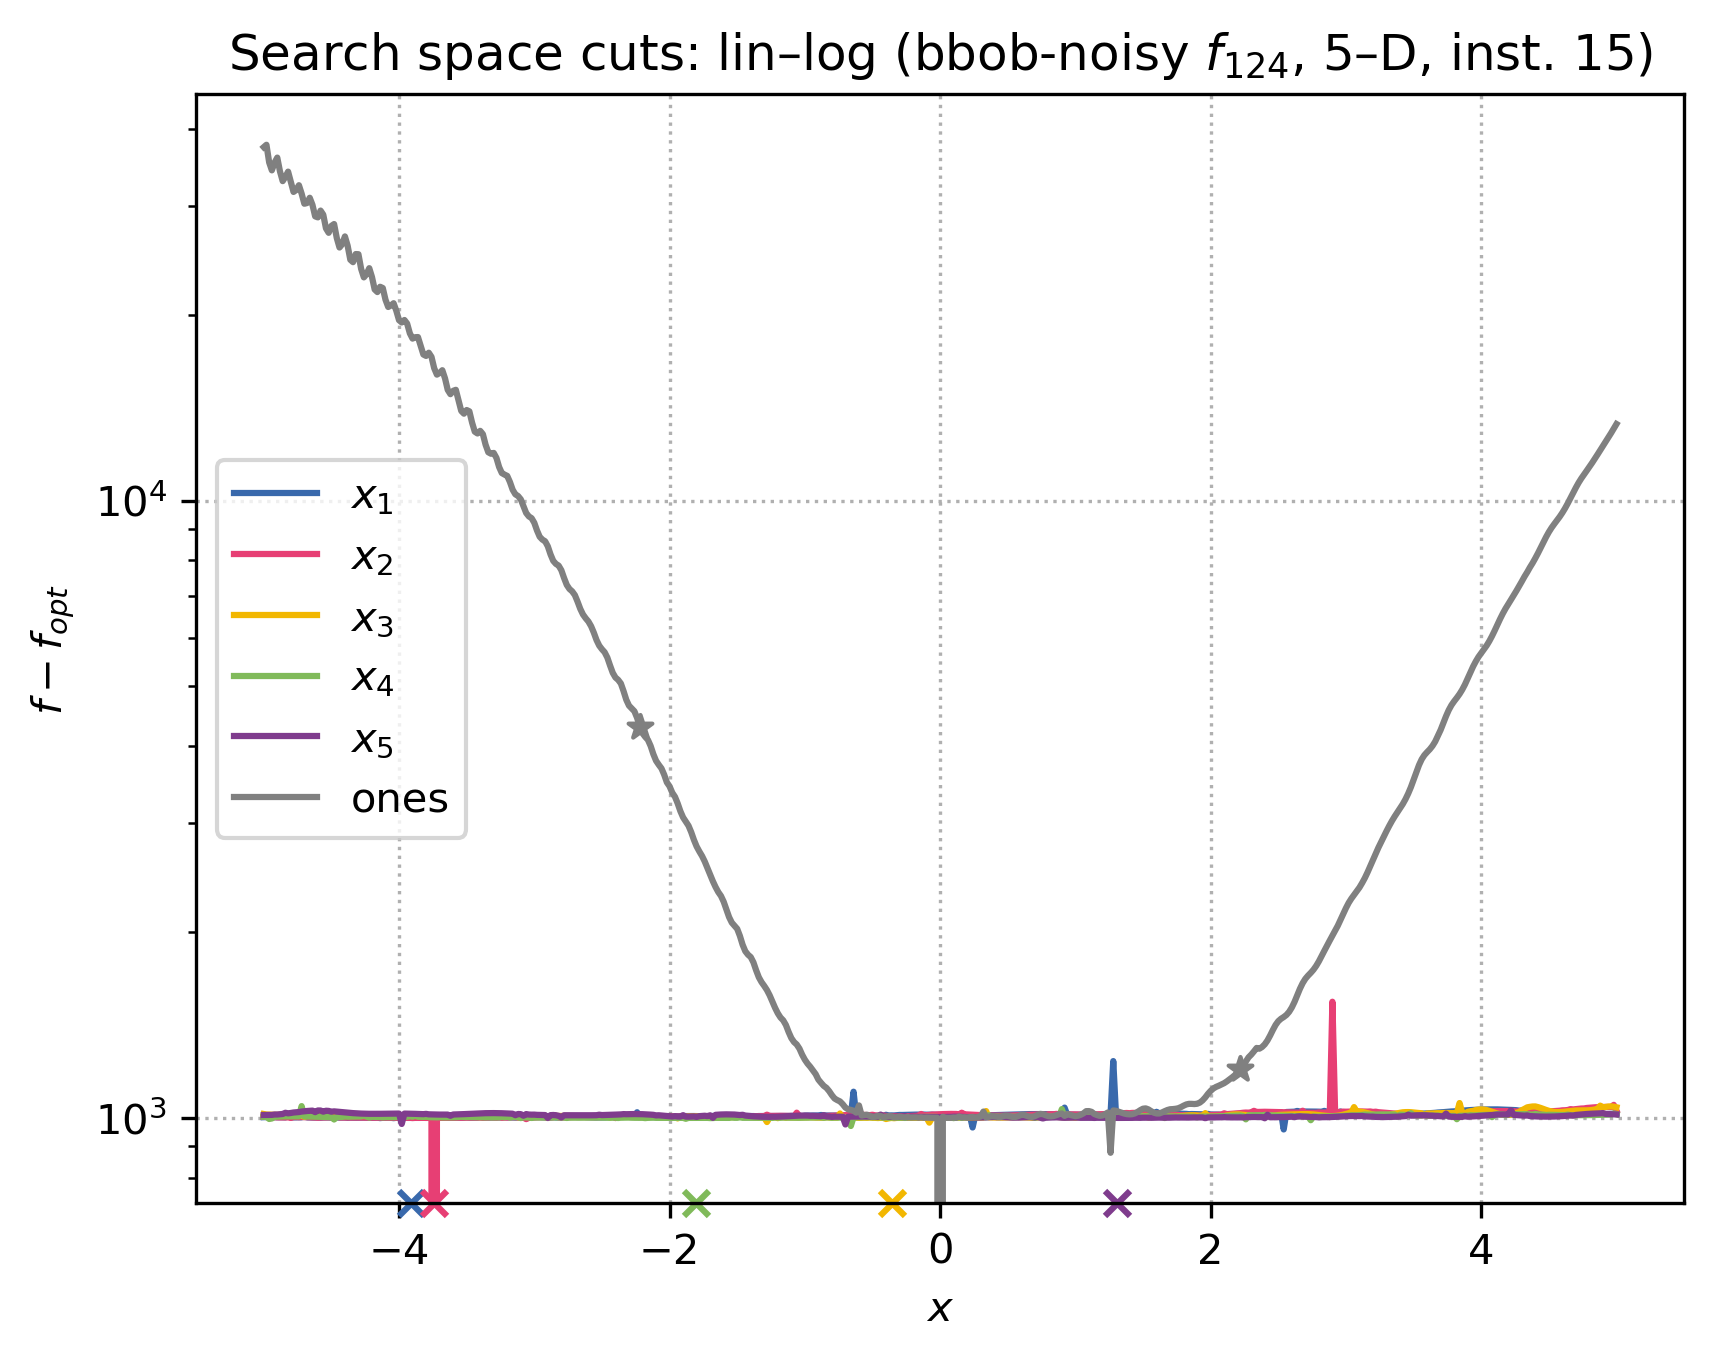 Search space cuts: lin–log (bbob-noisy f124, 5–D, inst. 15)
10^4
10^3
f − fopt
x1
x2
x3
x4
x5
ones
−4
−2
0
2
4
x